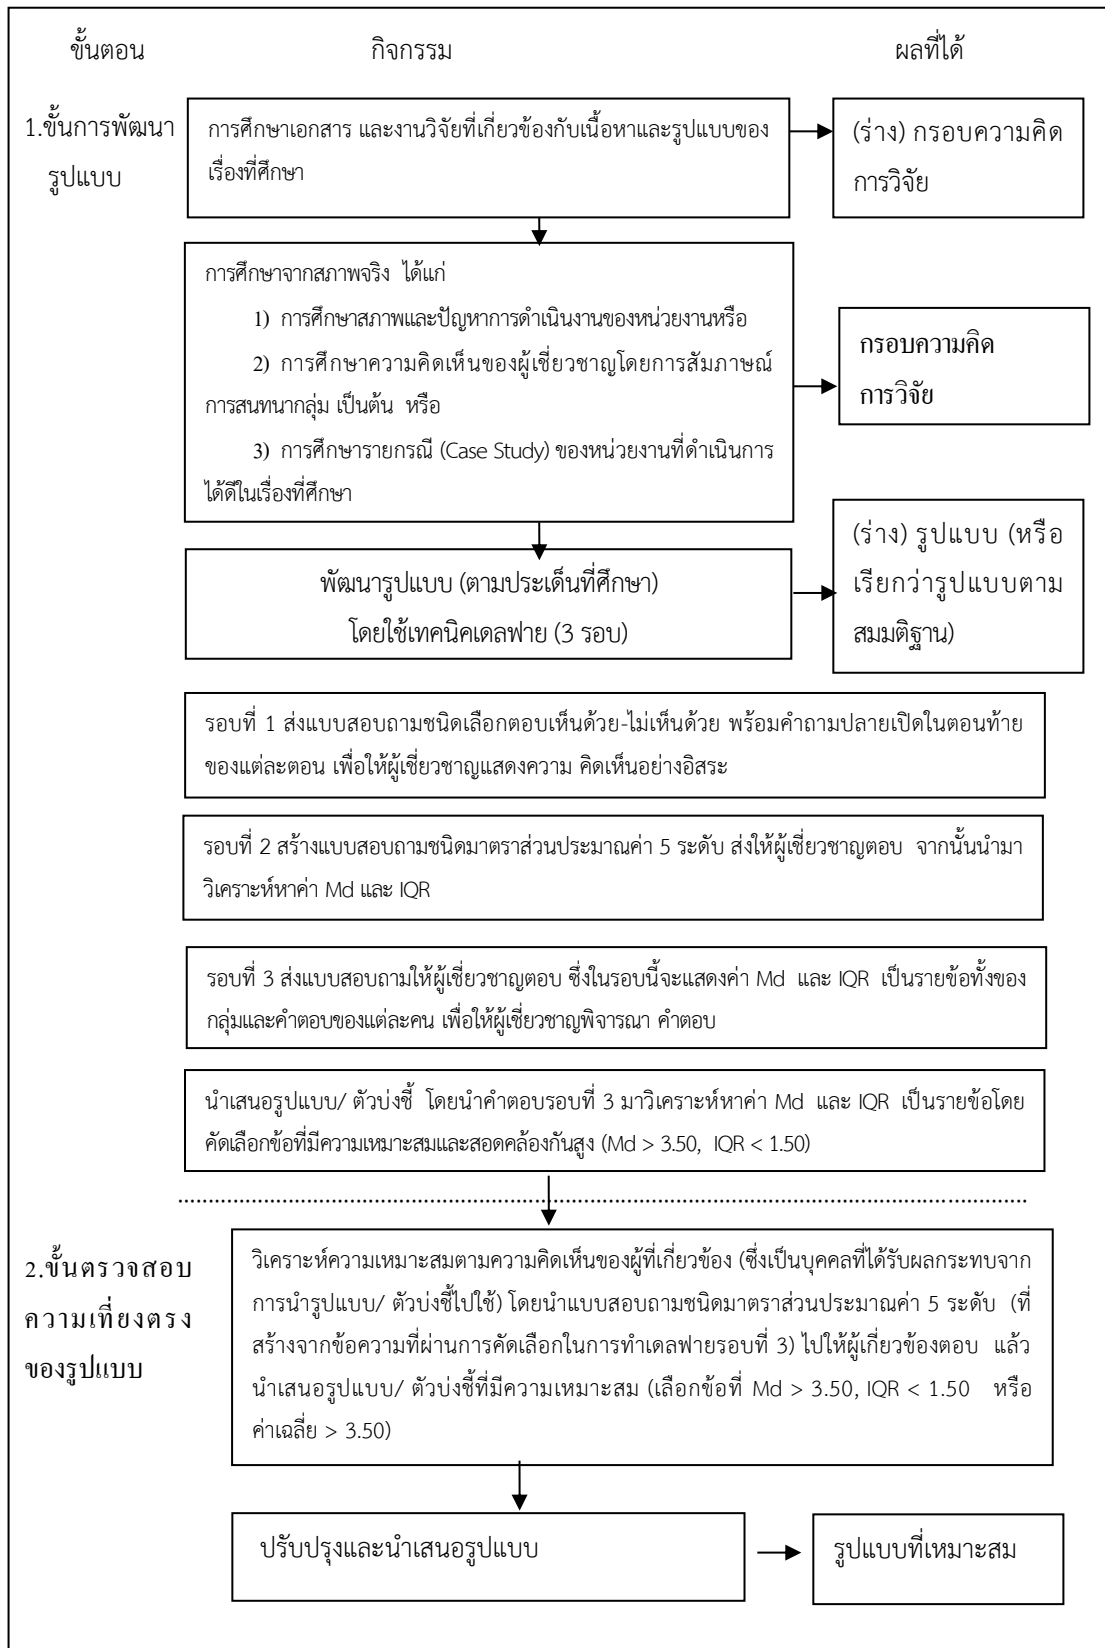 ขั้นตอน กิจกรรม ผลที่ได้
1.ขั้นการพัฒนา
รูปแบบ
การศึกษาเอกสาร และงานวิจัยที่เกี่ยวข้องกับเนื้อหาและรูปแบบของ
เรื่องที่ศึกษา
(ร่าง) กรอบความคิด
การวิจัย
การศึกษาจากสภาพจริง ได้แก่
1) การศึกษาสภาพและปัญหาการดำเนินงานของหน่วยงานหรือ
2) การศึกษาความคิดเห็นของผู้เชี่ยวชาญโดยการสัมภาษณ์
การสนทนากลุ่ม เป็นต้น หรือ
3) การศึกษารายกรณี (Case Study) ของหน่วยงานที่ดำเนินการ
ได้ดีในเรื่องที่ศึกษา
กรอบความคิด
การวิจัย
พัฒนารูปแบบ (ตามประเด็นที่ศึกษา)
โดยใช้เทคนิคเดลฟาย (3 รอบ)
(ร่าง) รูปแบบ (หรือ
เรียกว่ารูปแบบตาม
สมมติฐาน)
รอบที่ 1 ส่งแบบสอบถามชนิดเลือกตอบเห็นด้วย-ไม่เห็นด้วย พร้อมคำถามปลายเปิดในตอนท้าย
ของแต่ละตอน เพื่อให้ผู้เชี่ยวชาญแสดงความ คิดเห็นอย่างอิสระ
รอบที่ 2 สร้างแบบสอบถามชนิดมาตราส่วนประมาณค่า 5 ระดับ ส่งให้ผู้เชี่ยวชาญตอบ จากนั้นนำมา
วิเคราะห์หาค่า Md และ IQR
รอบที่ 3 ส่งแบบสอบถามให้ผู้เชี่ยวชาญตอบ ซึ่งในรอบนี้จะแสดงค่า Md และ IQR เป็นรายข้อทั้งของ
กลุ่มและคำตอบของแต่ละคน เพื่อให้ผู้เชี่ยวชาญพิจารณา คำตอบ
นำเสนอรูปแบบ/ ตัวบ่งชี้ โดยนำคำตอบรอบที่ 3 มาวิเคราะห์หาค่า Md และ IQR เป็นรายข้อโดย
คัดเลือกข้อที่มีความเหมาะสมและสอดคล้องกันสูง (Md > 3.50, IQR < 1.50)
2.ขั้นตรวจสอบ
ความเที่ยงตรง
ของรูปแบบ
วิเคราะห์ความเหมาะสมตามความคิดเห็นของผู้ที่เกี่ยวข้อง (ซึ่งเป็นบุคคลที่ได้รับผลกระทบจาก
การนำรูปแบบ/ ตัวบ่งชี้ไปใช้) โดยนำแบบสอบถามชนิดมาตราส่วนประมาณค่า 5 ระดับ (ที่
สร้างจากข้อความที่ผ่านการคัดเลือกในการทำเดลฟายรอบที่ 3) ไปให้ผู้เกี่ยวข้องตอบ แล้ว
นำเสนอรูปแบบ/ ตัวบ่งชี้ที่มีความเหมาะสม (เลือกข้อที่ Md > 3.50, IQR < 1.50 หรือ
ค่าเฉลี่ย > 3.50)
ปรับปรุงและนำเสนอรูปแบบ
รูปแบบที่เหมาะสม